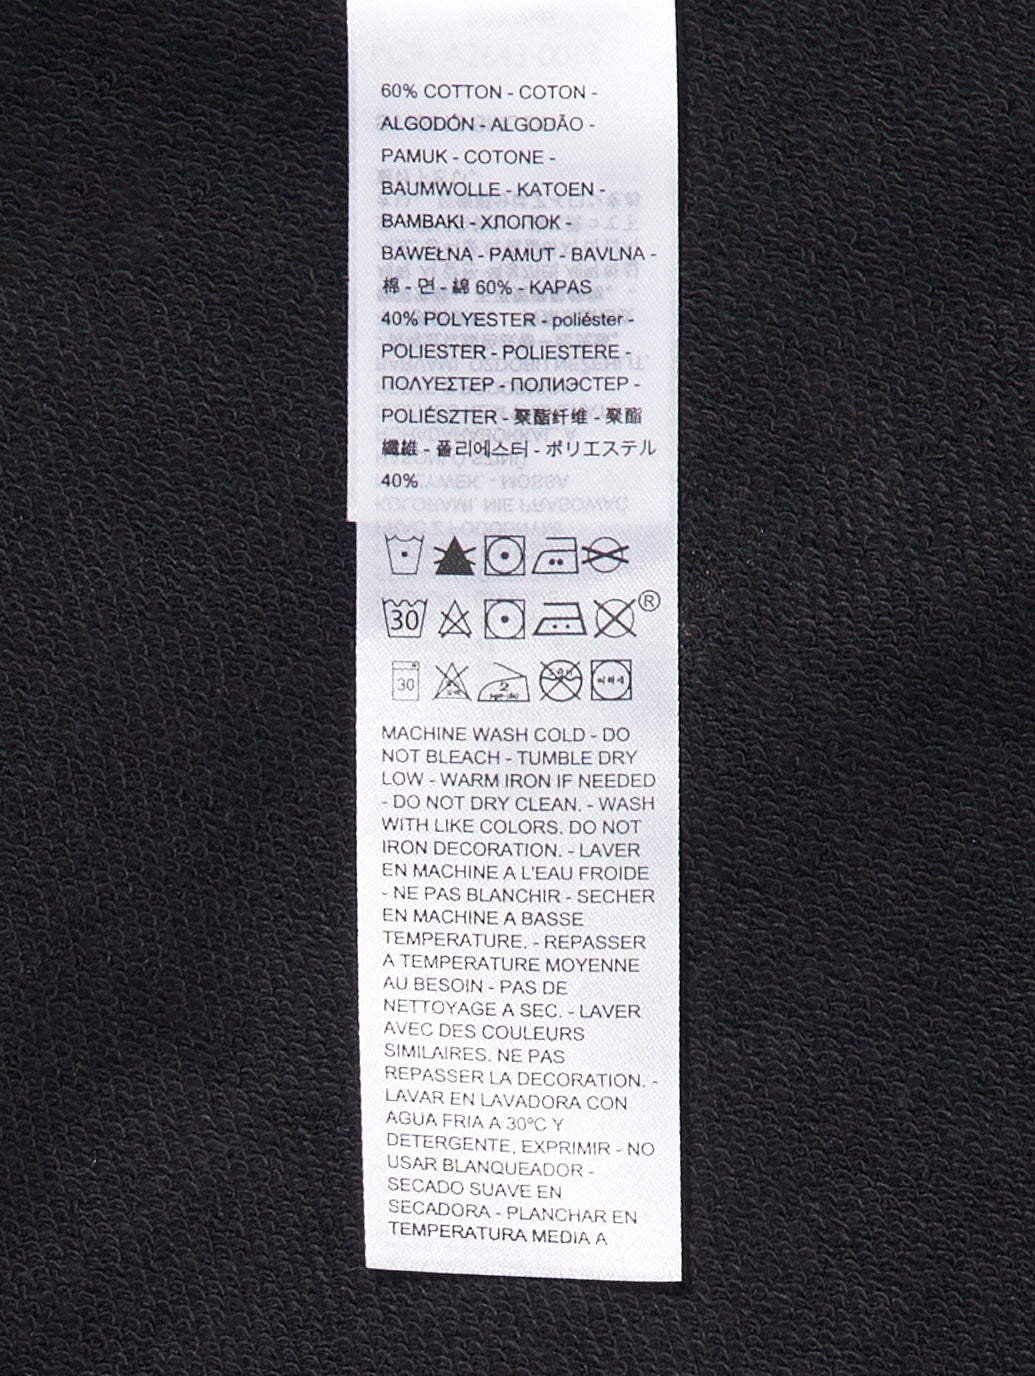 60% COTTON - COTON -
ALGODÓN - ALGODÃO -
PAMUK - COTONE -
BAUMWOLLE - KATOEN -
BAMBAKI - ХЛОПОК -
BAWEŁNA - PAMUT - BAVLNA -
棉 - 면 - 綿 60% - KAPAS
40% POLYESTER - poliéster -
POLIESTER - POLIESTERE -
ΠΟΛΥΕΣΤΕΡ - ПОЛИЭСТЕР -
POLIÉSZTER - 聚酯纤维 - 聚酯
纖維 - 폴리에스터 - ポリエステル
40%
30 ®
30 2
MACHINE WASH COLD - DO
NOT BLEACH - TUMBLE DRY
LOW - WARM IRON IF NEEDED
- DO NOT DRY CLEAN. - WASH
WITH LIKE COLORS. DO NOT
IRON DECORATION. - LAVER
EN MACHINE A L'EAU FROIDE
- NE PAS BLANCHIR - SECHER
EN MACHINE A BASSE
TEMPERATURE. - REPASSER
A TEMPERATURE MOYENNE
AU BESOIN - PAS DE
NETTOYAGE A SEC. - LAVER
AVEC DES COULEURS
SIMILAIRES. NE PAS
REPASSER LA DECORATION. -
LAVAR EN LAVADORA CON
AGUA FRIA A 30ºC Y
DETERGENTE, EXPRIMIR - NO
USAR BLANQUEADOR -
SECADO SUAVE EN
SECADORA - PLANCHAR EN
TEMPERATURA MEDIA A